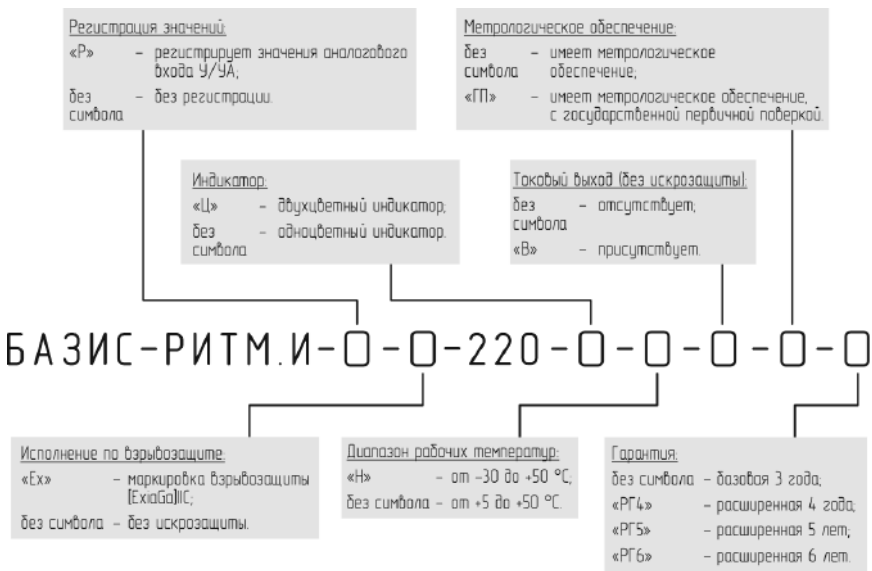 Регистрация значений:
«Р» – регистрирует значения аналогового
входа У/УА;
без – без регистрации.
символа
Метрологическое обеспечение:
без – имеет метрологическое
символа обеспечение;
«ГП» – имеет метрологическое обеспечение,
с государственной первичной поверкой.
Индикатор:
«Ц» – двухцветный индикатор;
без – одноцветный индикатор.
символа
Токовый выход (без искрозащиты):
без – отсутствует;
символа
«В» – присутствует.
БАЗИС-РИТМ.И-▢-▢-220-▢-▢-▢-▢-▢
Исполнение по взрывозащите:
«Ex» – маркировка взрывозащиты
[ExiaGa]IIC;
без символа – без искрозащиты.
Диапазон рабочих температур:
«Н» – от -30 до +50 °С;
без символа – от +5 до +50 °С.
Гарантия:
без символа – базовая 3 года;
«РГ4» – расширенная 4 года;
«РГ5» – расширенная 5 лет;
«РГ6» – расширенная 6 лет.